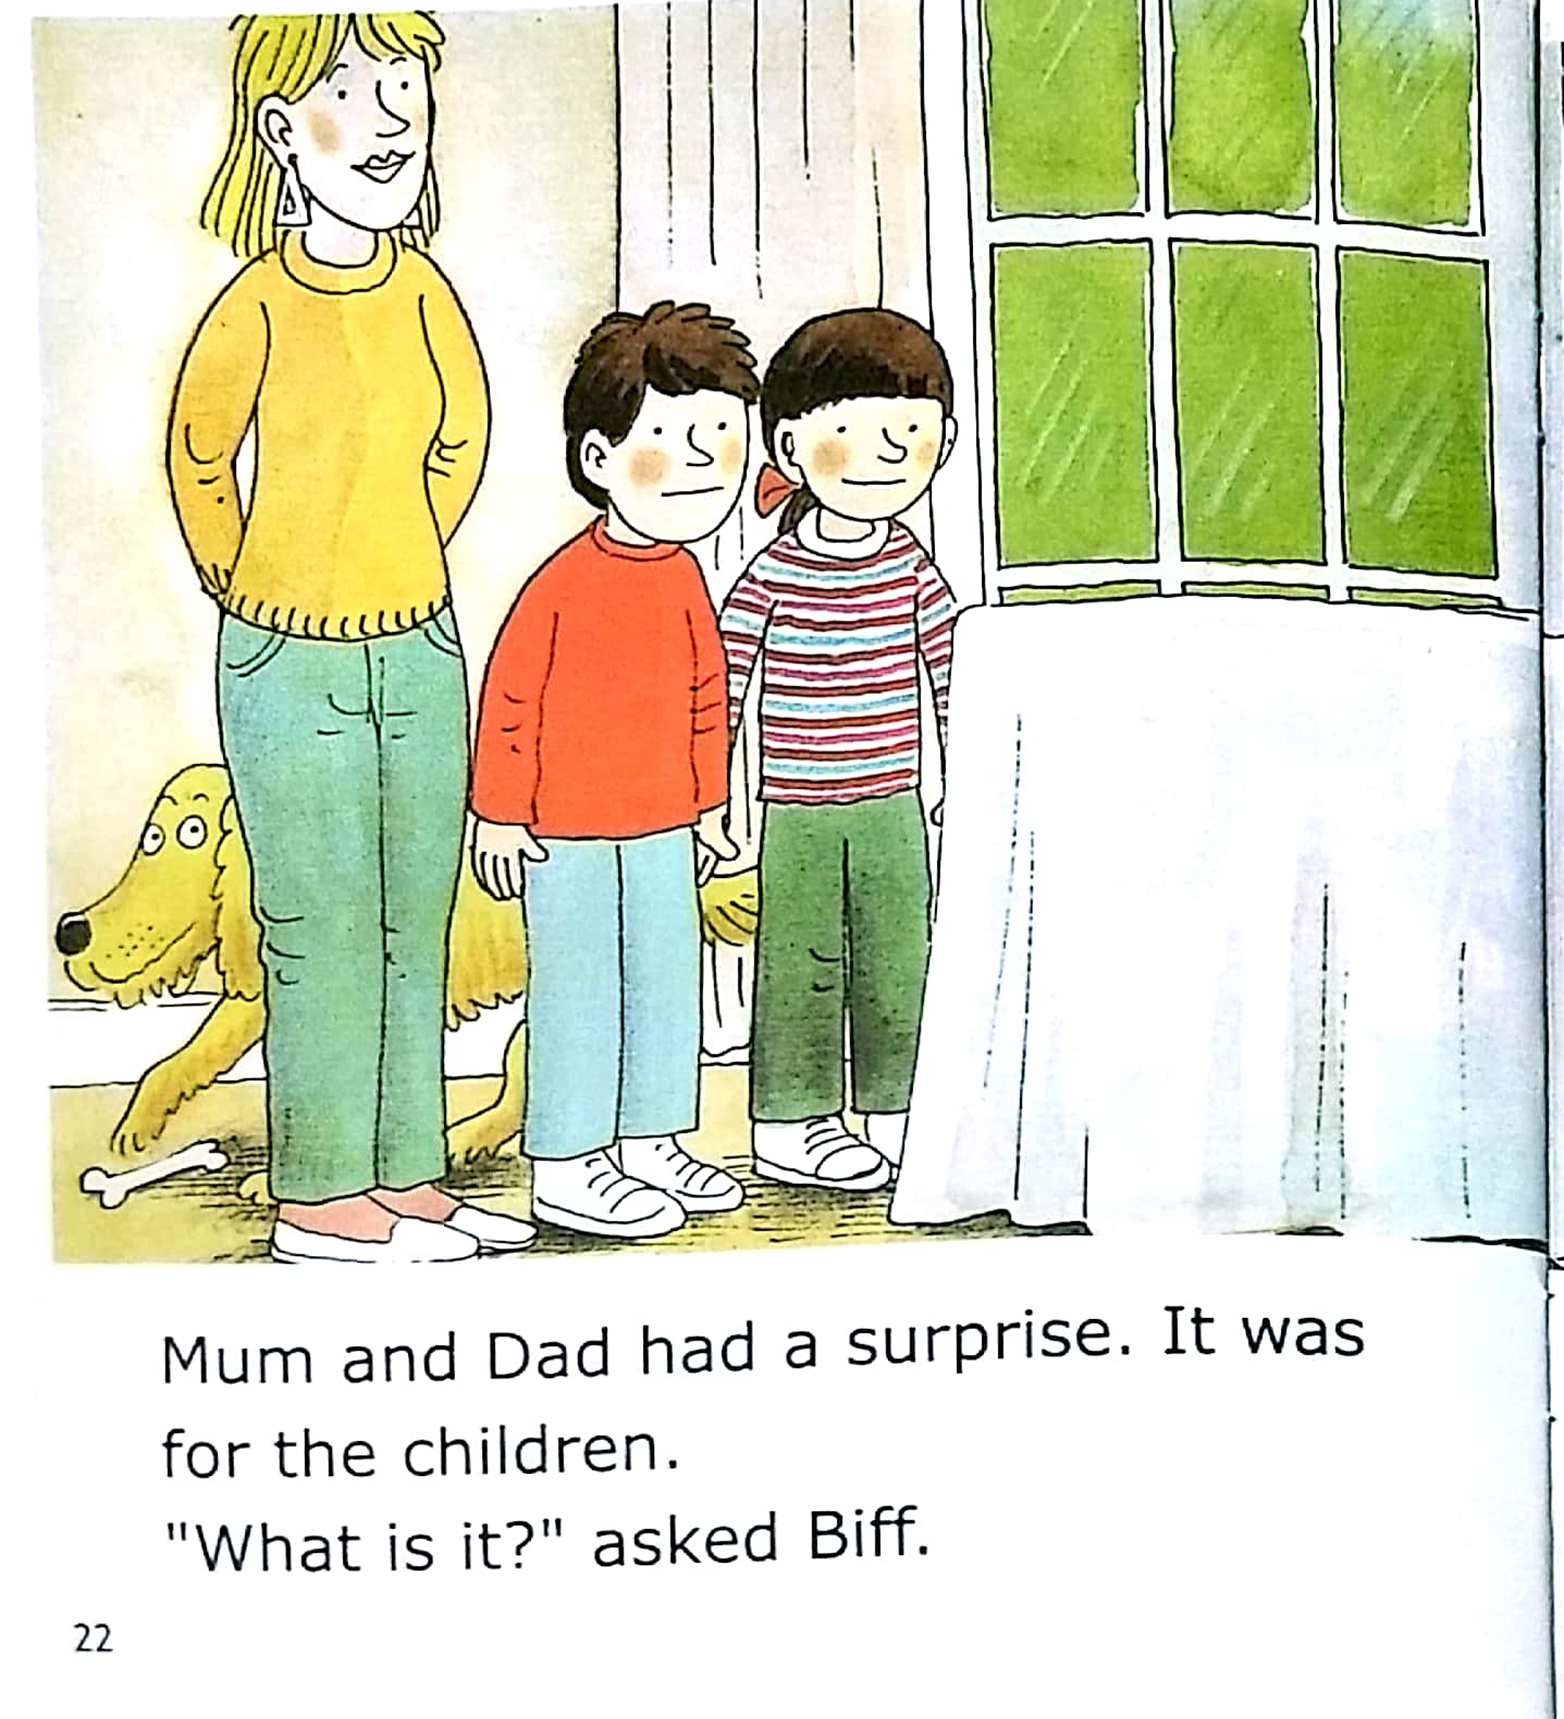 Mum and Dad had a surprise. It was
for the children.
"What is it?" asked Biff.
22